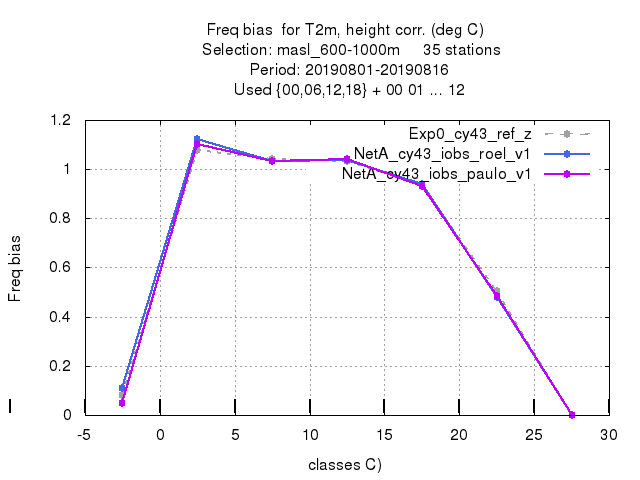 Freq bias  for T2m, height corr. (deg C)
Selection: masl_600-1000m     35 stations
Period: 20190801-20190816
Used {00,06,12,18} + 00 01 ... 12
Exp0_cy43_ref_z
NetA_cy43_iobs_roel_v1
NetA_cy43_iobs_paulo_v1
Freq bias
1.2
1
0.8
0.6
0.4
0.2
0
-5 0 5 10 15 20 25 30
classes C)